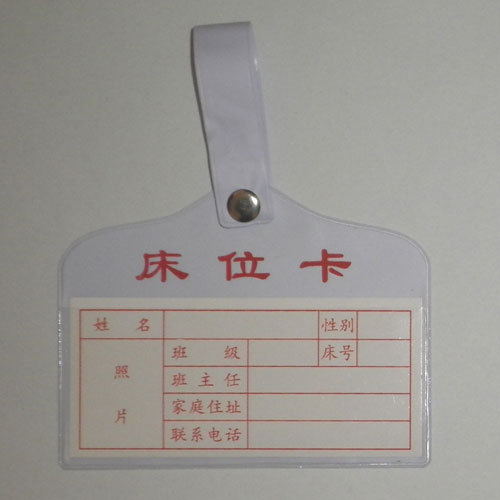 床位卡
姓名 性别
照片 班级 床号
班主任
家庭住址
联系电话